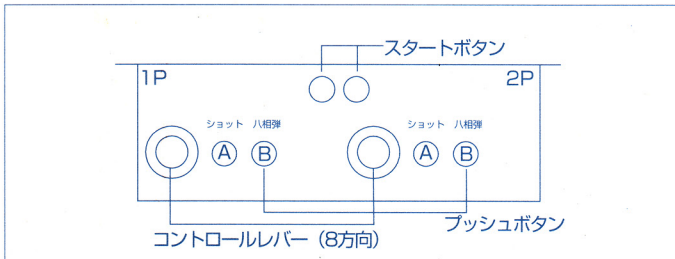 スタートボタン
1P
2P
ショット 八相弾 ショット 八相弾
A B A B
プッシュボタン
コントロールレバー(8方向)